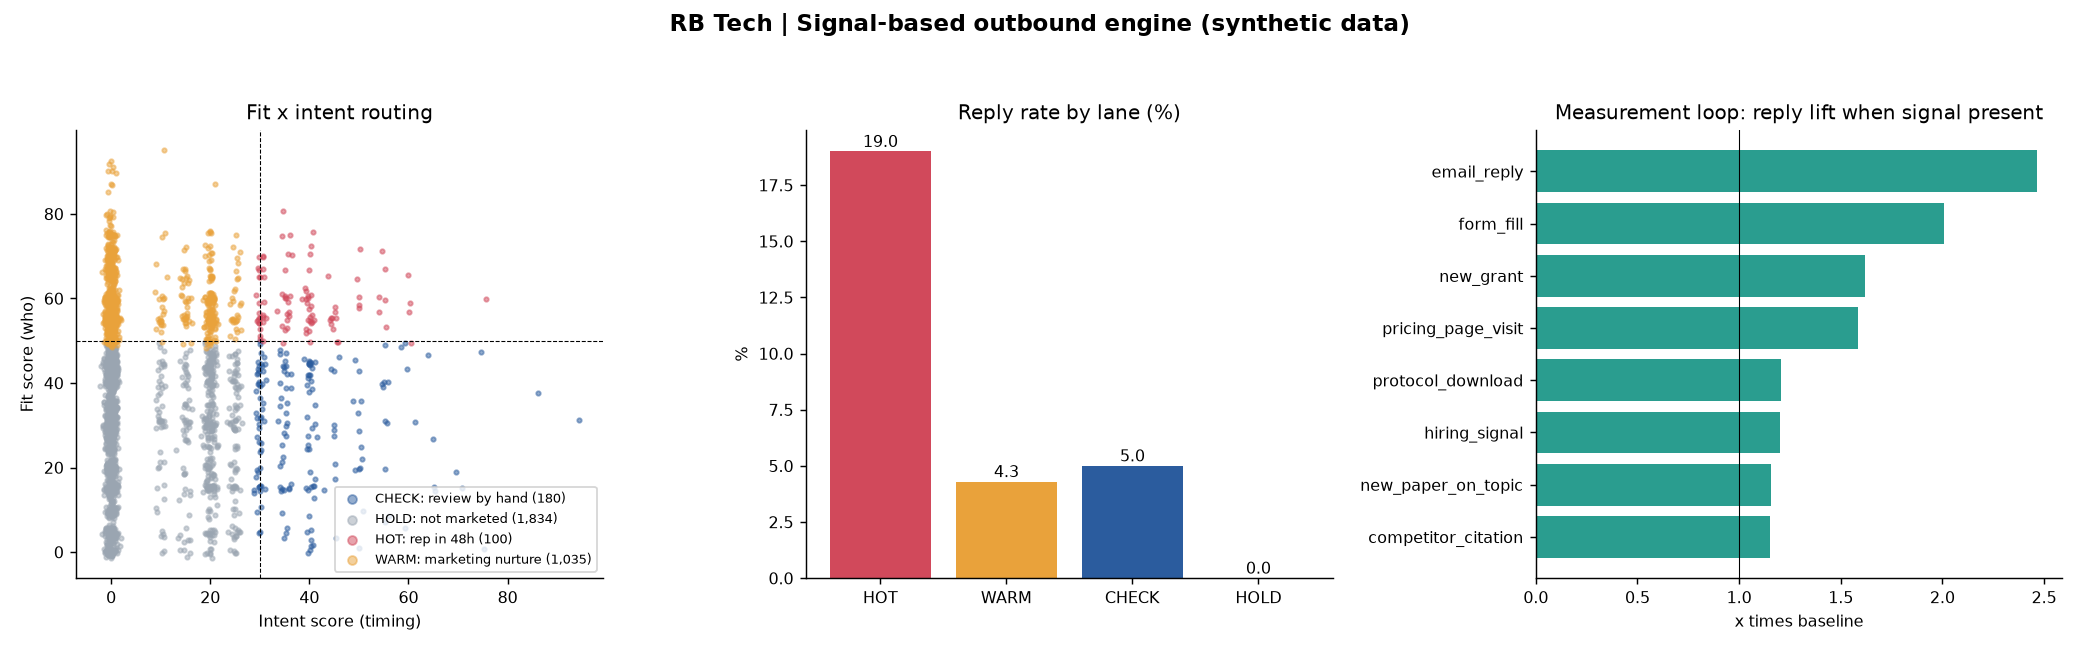 RB Tech | Signal-based outbound engine (synthetic data)
Fit x intent routing
Fit score (who)
80
60
40
20
0
0
20
40
60
80
Intent score (timing)
CHECK: review by hand (180)
HOLD: not marketed (1,834)
HOT: rep in 48h (100)
WARM: marketing nurture (1,035)
Reply rate by lane (%)
%
17.5
15.0
12.5
10.0
7.5
5.0
2.5
0.0
19.0
4.3
5.0
0.0
HOT
WARM
CHECK
HOLD
Measurement loop: reply lift when signal present
email_reply
form_fill
new_grant
pricing_page_visit
protocol_download
hiring_signal
new_paper_on_topic
competitor_citation
0.0
0.5
1.0
1.5
2.0
2.5
x times baseline